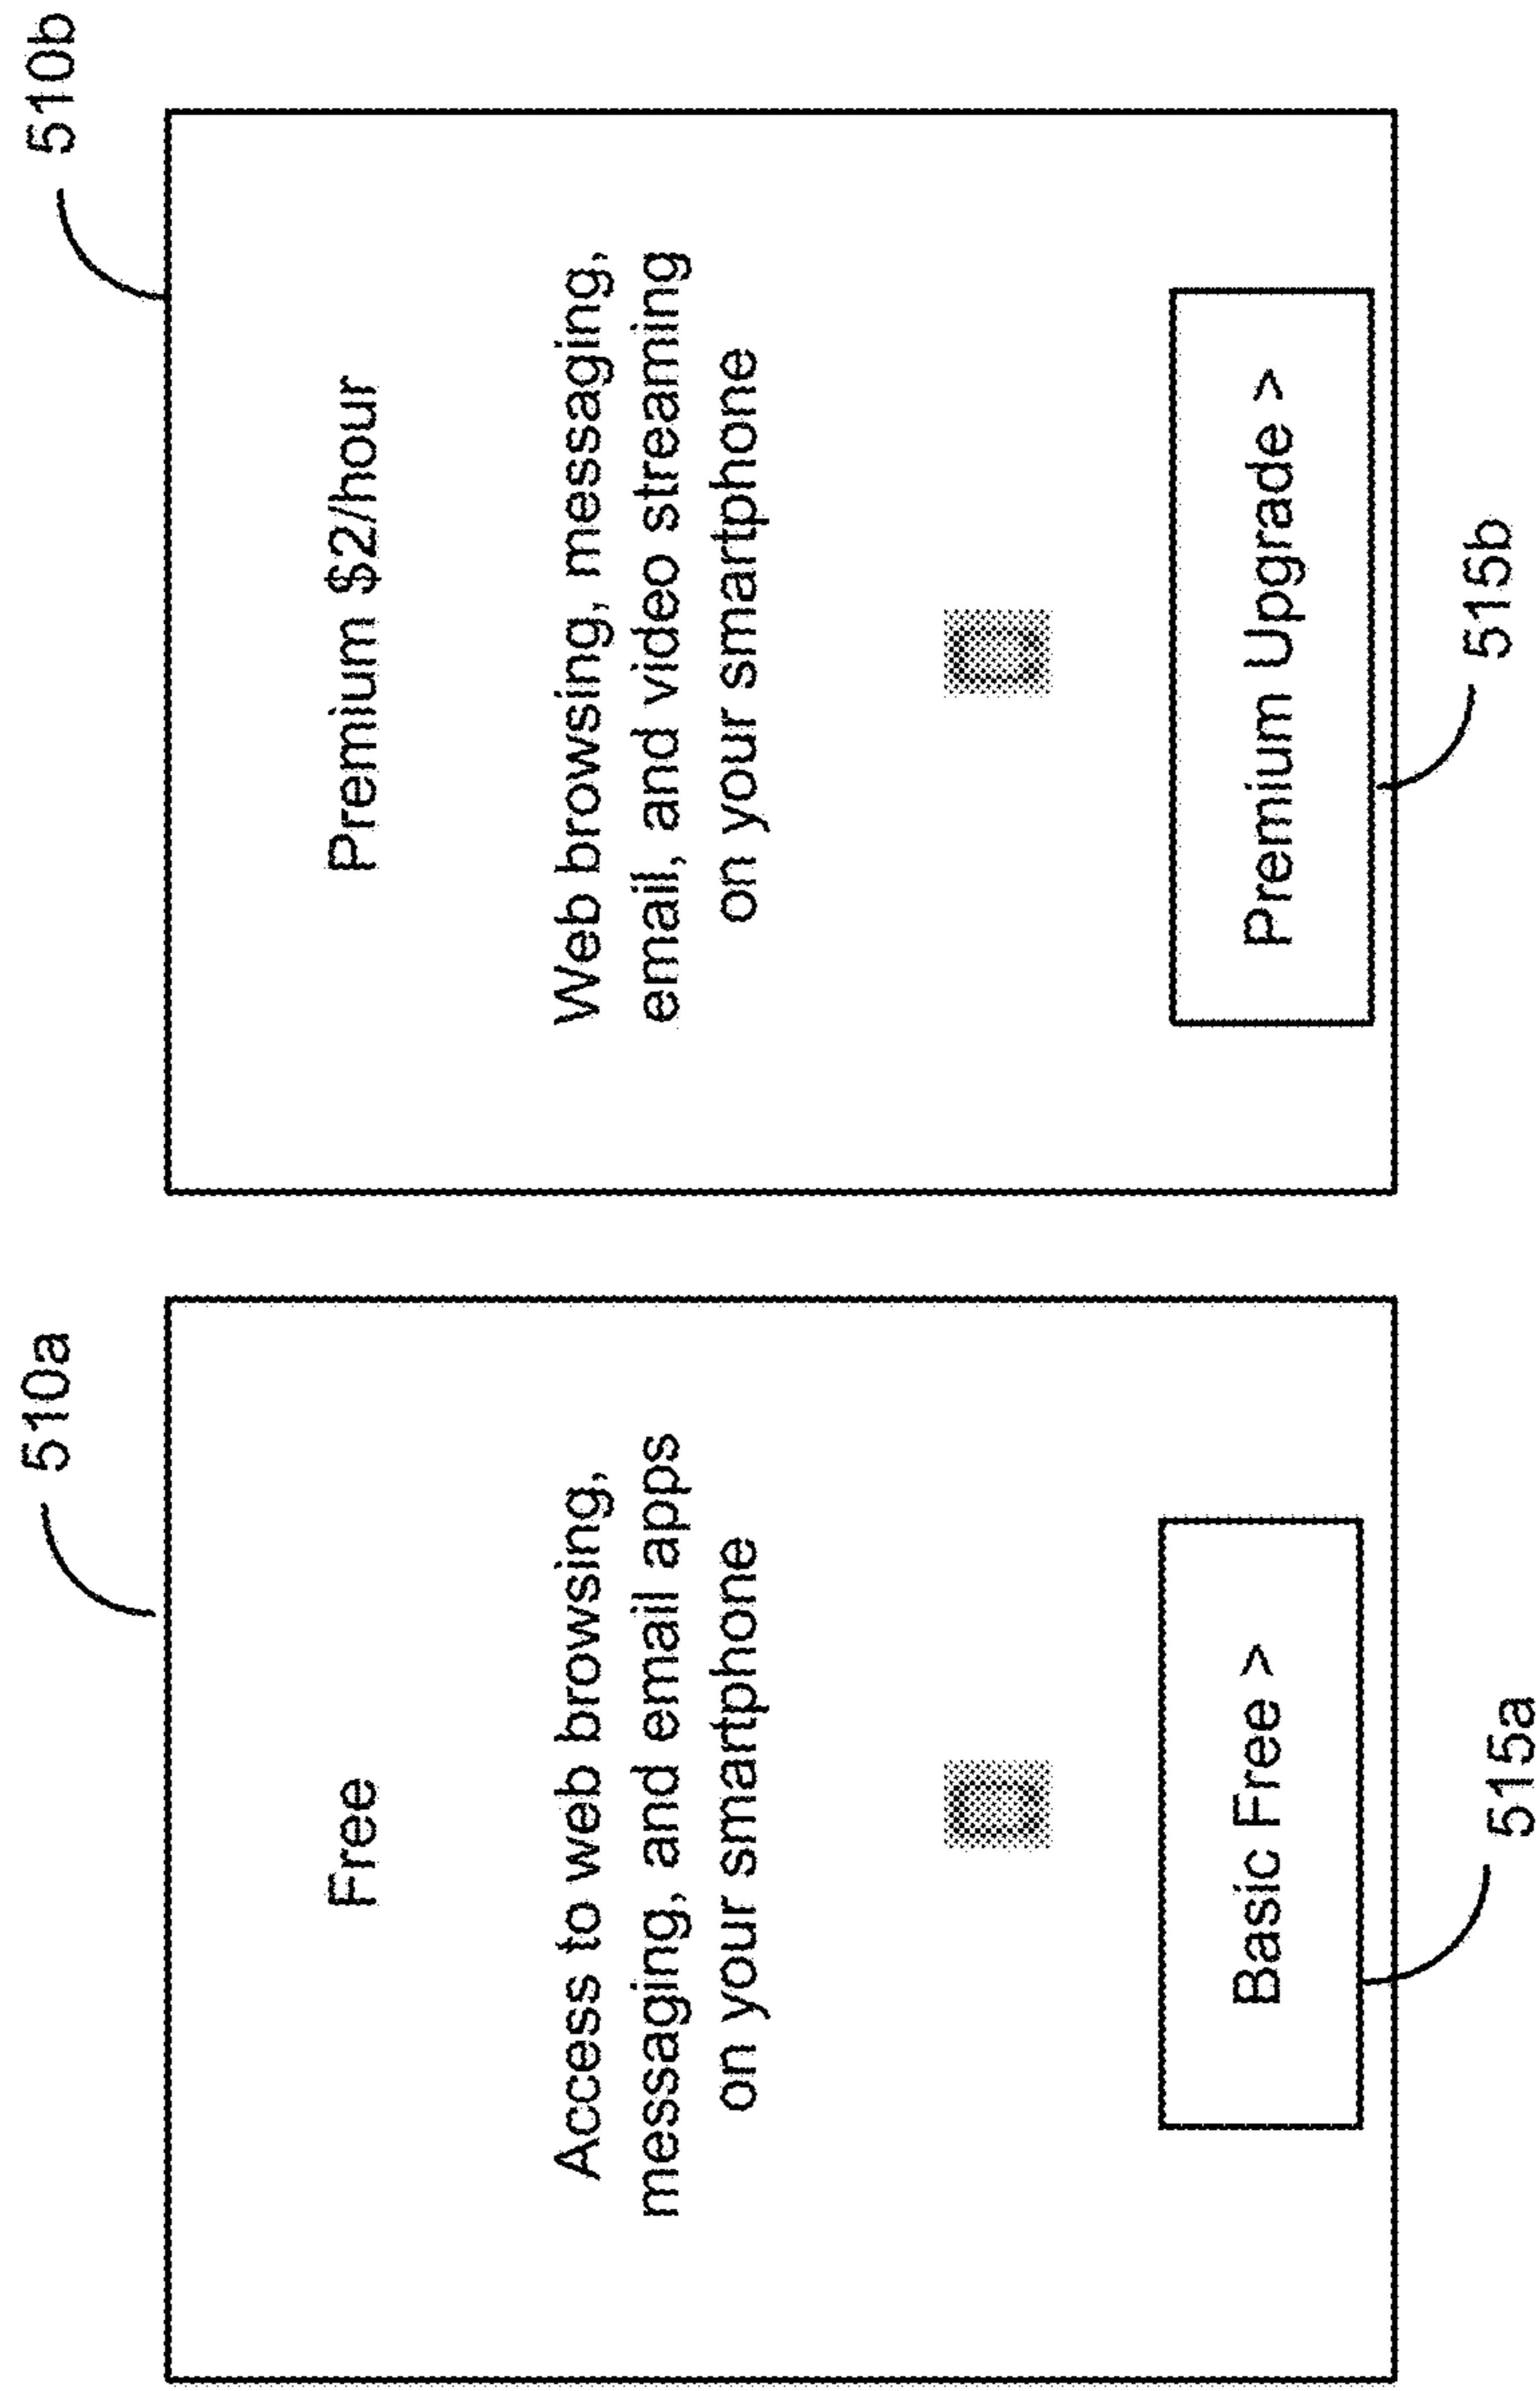 510a
Free
Access to web browsing,
messaging, and email apps
on your smartphone
Basic Free >
515a
510b
Premium $2/hour
Web browsing, messaging,
email, and video streaming
on your smartphone
Premium Upgrade >
515b